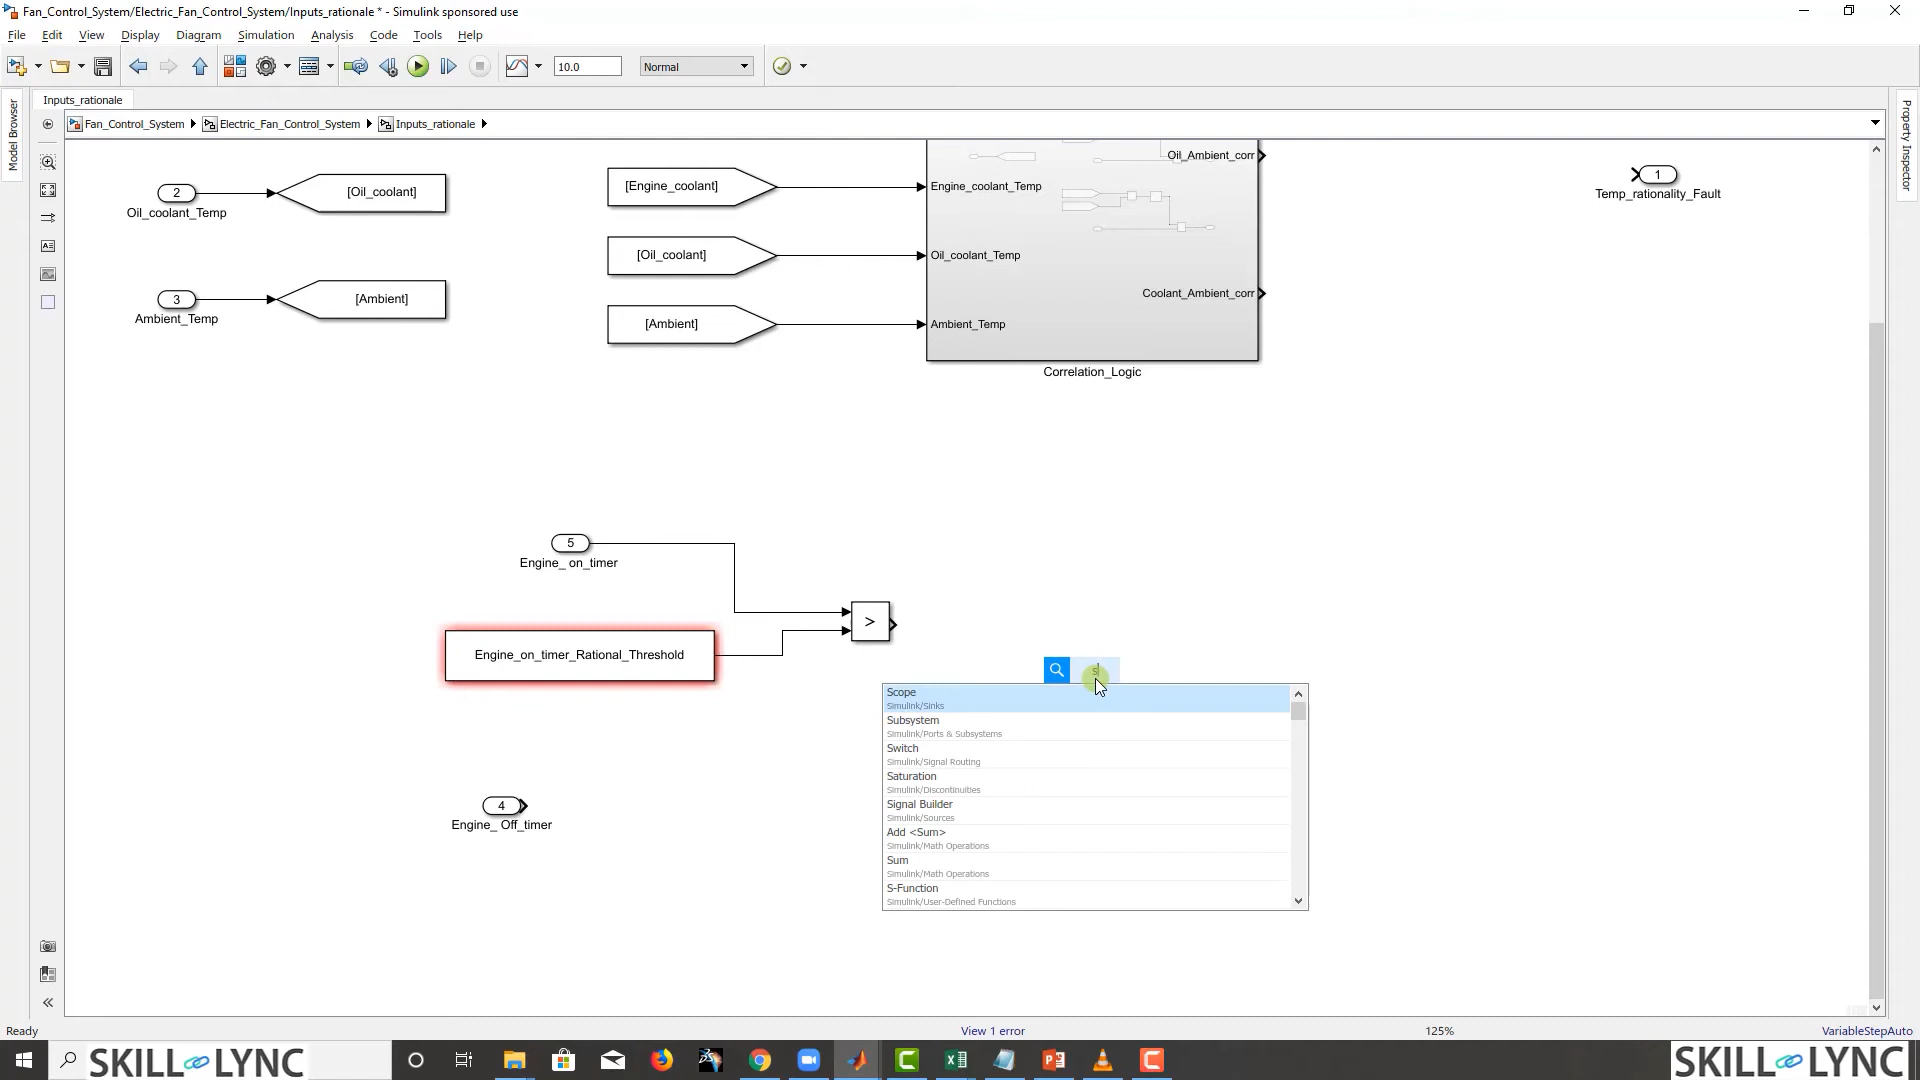 Fan_Control_System/Electric_Fan_Control_System/Inputs_rationale * - Simulink sponsored use
File Edit View Display Diagram Simulation Analysis Code Tools Help
10.0 Normal
Inputs_rationale
Fan_Control_System Electric_Fan_Control_System Inputs_rationale
Model Browser
Property Inspector
Oil_Ambient_corr
2 [Oil_coolant] [Engine_coolant] Engine_coolant_Temp 1
Oil_coolant_Temp Temp_rationality_Fault
[Oil_coolant] Oil_coolant_Temp
3 [Ambient] Coolant_Ambient_corr
Ambient_Temp [Ambient] Ambient_Temp
Correlation_Logic
5
Engine_ on_timer
>
Engine_on_timer_Rational_Threshold
s
Scope
Simulink/Sinks
Subsystem
Simulink/Ports & Subsystems
Switch
Simulink/Signal Routing
Saturation
Simulink/Discontinuities
Signal Builder
Simulink/Sources
Add <Sum>
Simulink/Math Operations
Sum
Simulink/Math Operations
S-Function
Simulink/User-Defined Functions
4
Engine_ Off_timer
Ready View 1 error 125% VariableStepAuto
SKILL LYNC SKILL LYNC